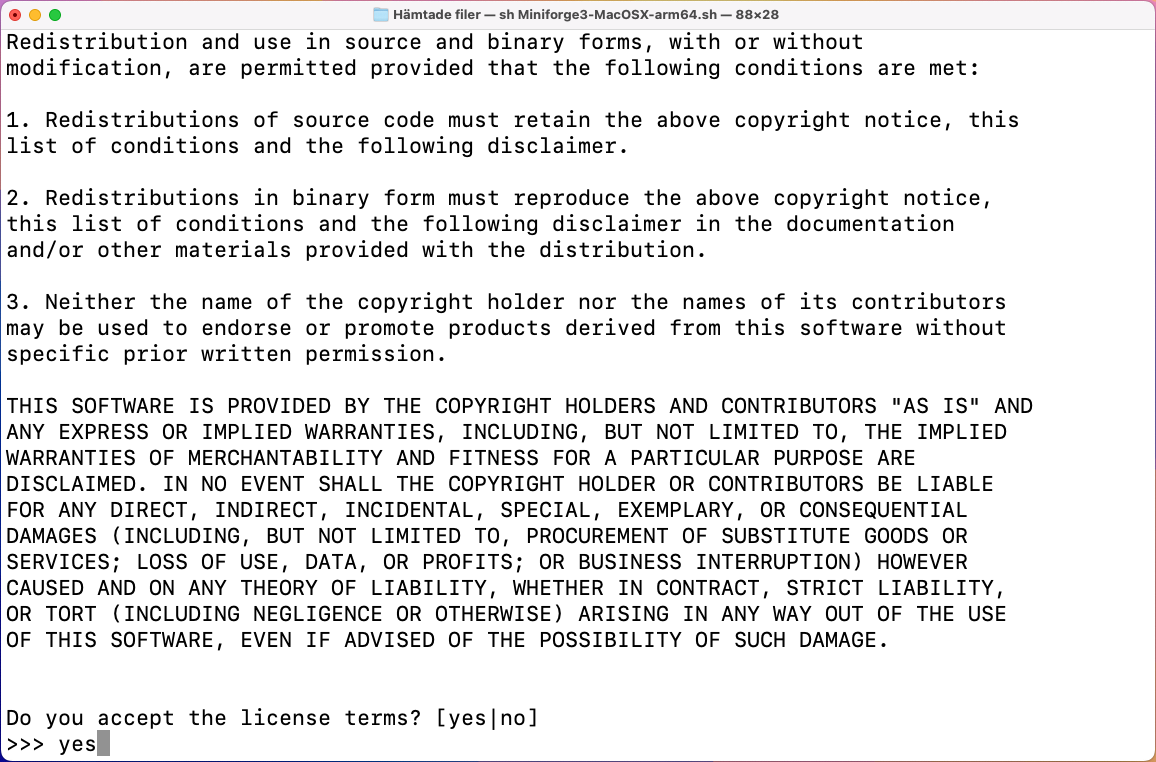 Hämtade filer — sh Miniforge3-MacOSX-arm64.sh — 88×28
Redistribution and use in source and binary forms, with or without
modification, are permitted provided that the following conditions are met:
1. Redistributions of source code must retain the above copyright notice, this
list of conditions and the following disclaimer.
2. Redistributions in binary form must reproduce the above copyright notice,
this list of conditions and the following disclaimer in the documentation
and/or other materials provided with the distribution.
3. Neither the name of the copyright holder nor the names of its contributors
may be used to endorse or promote products derived from this software without
specific prior written permission.
THIS SOFTWARE IS PROVIDED BY THE COPYRIGHT HOLDERS AND CONTRIBUTORS "AS IS" AND
ANY EXPRESS OR IMPLIED WARRANTIES, INCLUDING, BUT NOT LIMITED TO, THE IMPLIED
WARRANTIES OF MERCHANTABILITY AND FITNESS FOR A PARTICULAR PURPOSE ARE
DISCLAIMED. IN NO EVENT SHALL THE COPYRIGHT HOLDER OR CONTRIBUTORS BE LIABLE
FOR ANY DIRECT, INDIRECT, INCIDENTAL, SPECIAL, EXEMPLARY, OR CONSEQUENTIAL
DAMAGES (INCLUDING, BUT NOT LIMITED TO, PROCUREMENT OF SUBSTITUTE GOODS OR
SERVICES; LOSS OF USE, DATA, OR PROFITS; OR BUSINESS INTERRUPTION) HOWEVER
CAUSED AND ON ANY THEORY OF LIABILITY, WHETHER IN CONTRACT, STRICT LIABILITY,
OR TORT (INCLUDING NEGLIGENCE OR OTHERWISE) ARISING IN ANY WAY OUT OF THE USE
OF THIS SOFTWARE, EVEN IF ADVISED OF THE POSSIBILITY OF SUCH DAMAGE.
Do you accept the license terms? [yes|no]
>>> yes